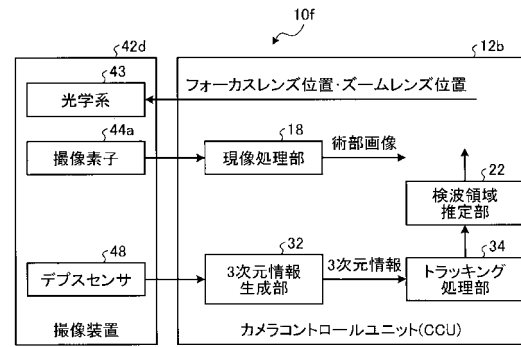 10f
42d
12b
43
光学系
フォーカスレンズ位置・ズームレンズ位置
44a
撮像素子
18
現像処理部
術部画像
22
検波領域
推定部
48
デプスセンサ
32
3次元情報
生成部
3次元情報
34
トラッキング
処理部
撮像装置
カメラコントロールユニット(CCU)